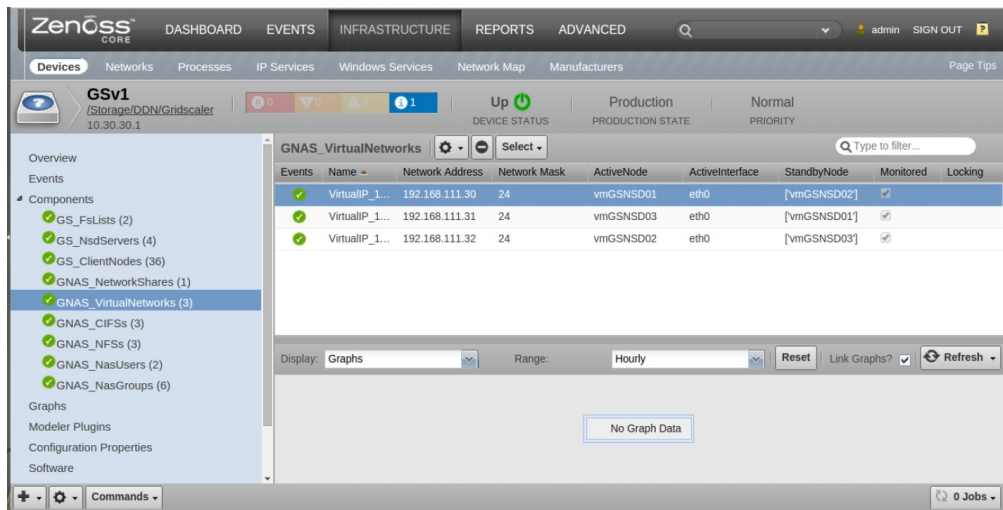 Zenöss CORE DASHBOARD EVENTS INFRASTRUCTURE REPORTS ADVANCED admin SIGN OUT ?
Devices Networks Processes IP Services Windows Services Network Map Manufacturers Page Tips
GSv1
/Storage/DDN/Gridscaler
10.30.30.1
0 0 0 1
Up
DEVICE STATUS
Production
PRODUCTION STATE
Normal
PRIORITY
Overview
Events
Components
GS_FsLists (2)
GS_NsdServers (4)
GS_ClientNodes (36)
GNAS_NetworkShares (1)
GNAS_VirtualNetworks (3)
GNAS_CIFSs (3)
GNAS_NFSs (3)
GNAS_NasUsers (2)
GNAS_NasGroups (6)
Graphs
Modeler Plugins
Configuration Properties
Software
GNAS_VirtualNetworks Select Type to filter...
Events Name Network Address Network Mask ActiveNode ActiveInterface StandbyNode Monitored Locking
VirtualIP_1... 192.168.111.30 24 vmGSNSD01 eth0 ['vmGSNSD02']
VirtualIP_1... 192.168.111.31 24 vmGSNSD03 eth0 ['vmGSNSD01']
VirtualIP_1... 192.168.111.32 24 vmGSNSD02 eth0 ['vmGSNSD03']
Display: Graphs Range: Hourly Reset Link Graphs? Refresh
No Graph Data
Commands 0 Jobs